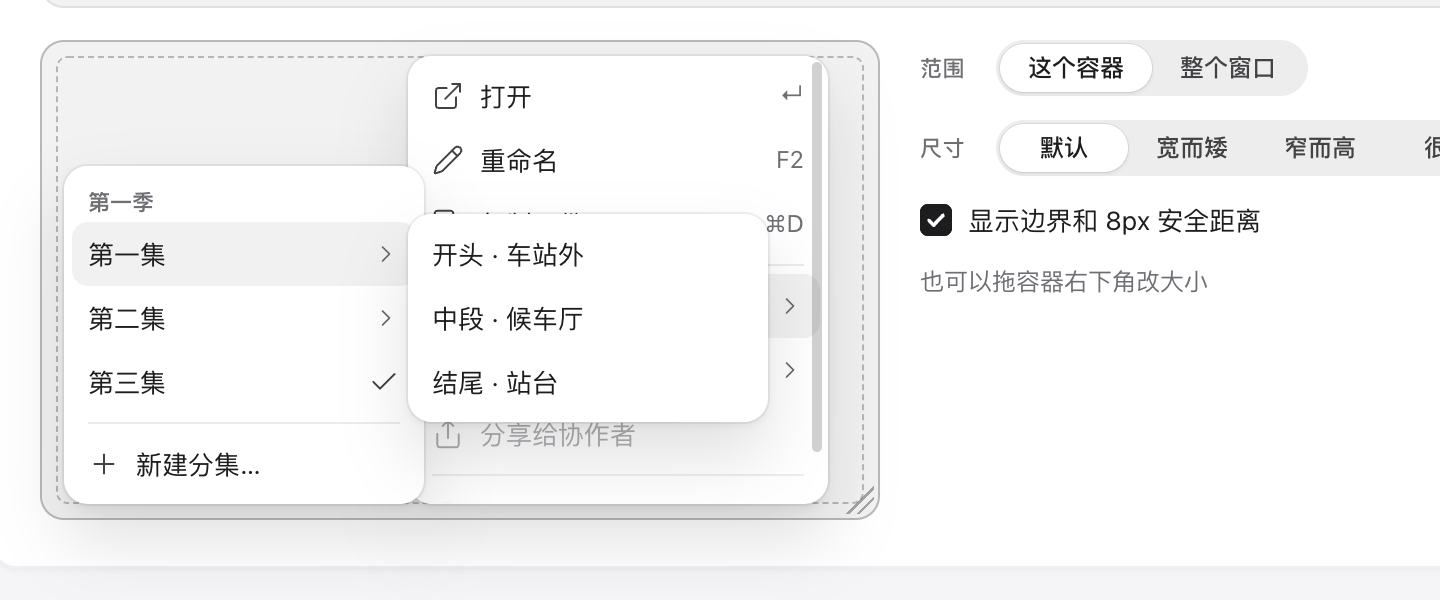 打开 ↵
重命名 F2
⌘D
第一季
第一集
第二集
第三集
新建分集...
开头 · 车站外
中段 · 候车厅
结尾 · 站台
分享给协作者
范围 这个容器 整个窗口
尺寸 默认 宽而矮 窄而高
显示边界和 8px 安全距离
也可以拖容器右下角改大小